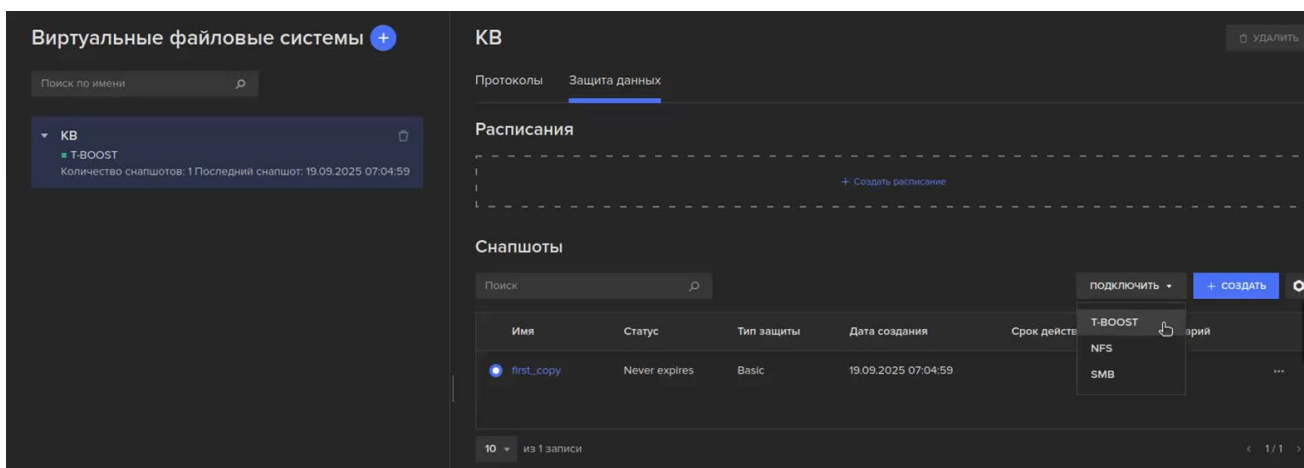 Виртуальные файловые системы +
Поиск по имени
КВ
T-BOOST
Количество снапшотов: 1 Последний снапшот: 19.09.2025 07:04:59
КВ
УДАЛИТЬ
Протоколы Защита данных
Расписания
+ Создать расписание
Снапшоты
Поиск
ПОДКЛЮЧИТЬ
+ СОЗДАТЬ
T-BOOST
NFS
SMB
Имя Статус Тип защиты Дата создания Срок действ арий
first_copy Never expires Basic 19.09.2025 07:04:59 ...
10 из 1 записи
< 1 / 1 >